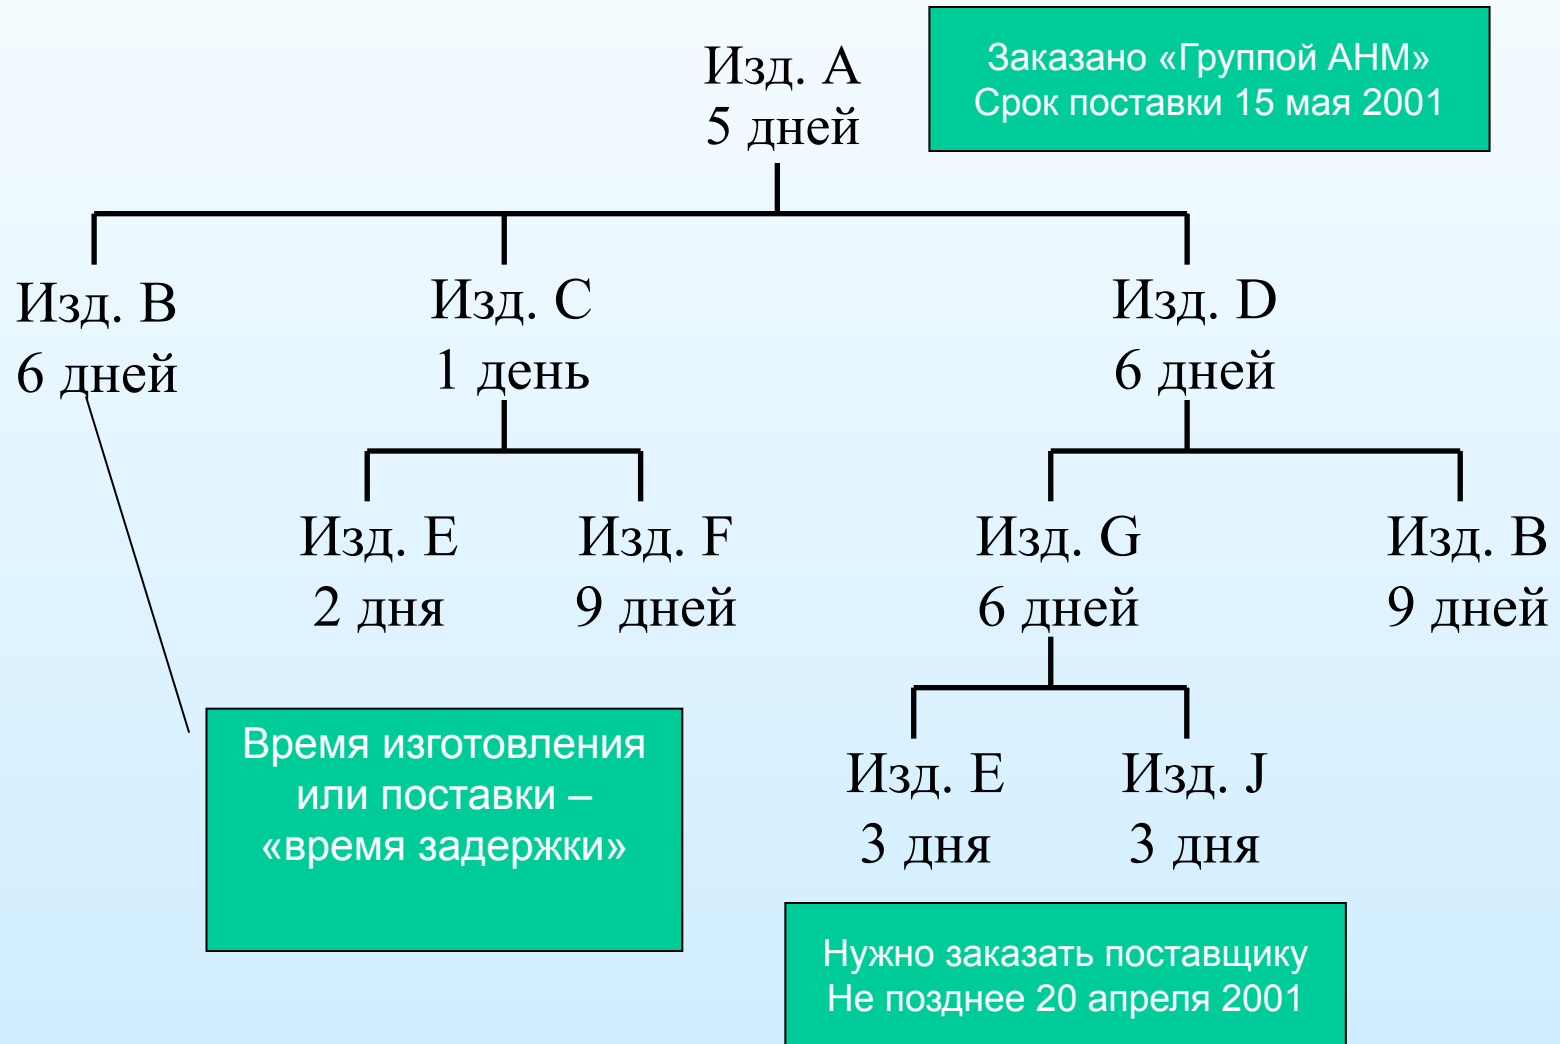 Изд. A
5 дней
Заказано «Группой АНМ»
Срок поставки 15 мая 2001
Изд. B
6 дней
Изд. C
1 день
Изд. D
6 дней
Изд. E
2 дня
Изд. F
9 дней
Изд. G
6 дней
Изд. B
9 дней
Время изготовления
или поставки –
«время задержки»
Изд. E
3 дня
Изд. J
3 дня
Нужно заказать поставщику
Не позднее 20 апреля 2001